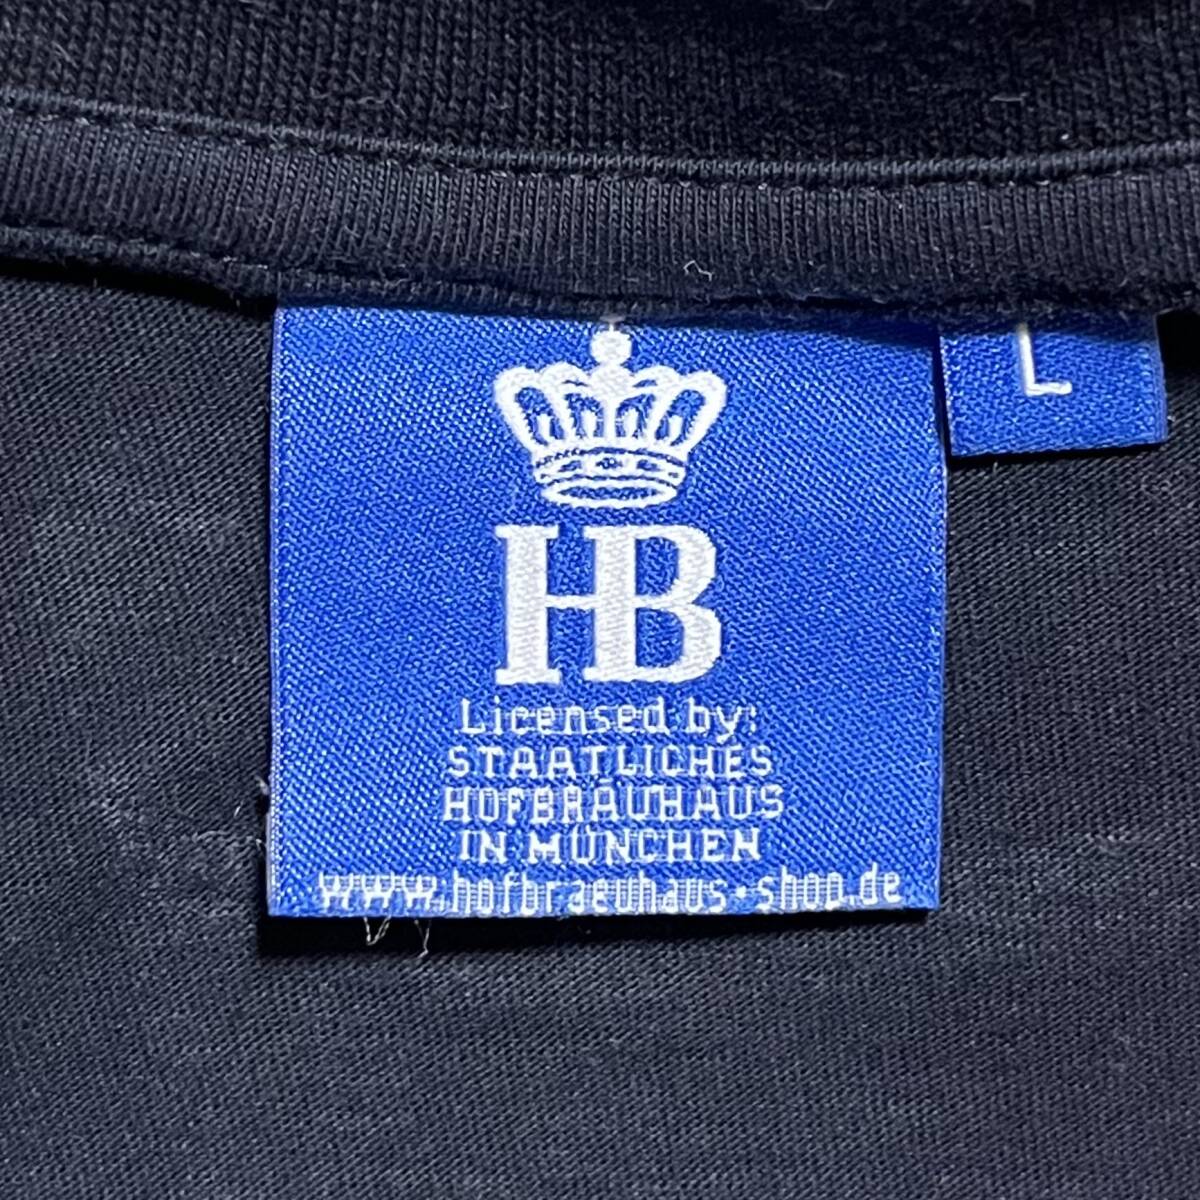 L
HB
Licensed by:
STAATLICHES
HOFBRÄUHAUS
IN MÜNCHEN
www.hofbraeuhaus-shop.de